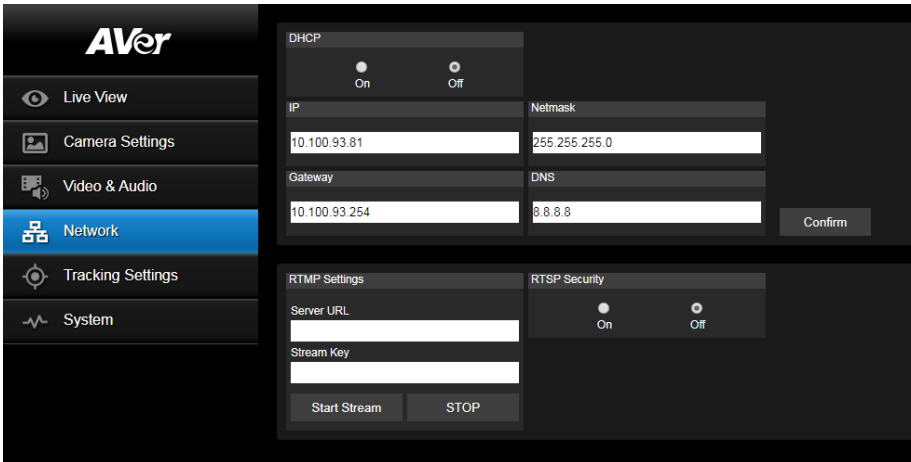 AVer
Live View
Camera Settings
Video & Audio
Network
Tracking Settings
System
DHCP
On
Off
IP
10.100.93.81
Netmask
255.255.255.0
Gateway
10.100.93.254
DNS
8.8.8.8
Confirm
RTMP Settings
Server URL
Stream Key
Start Stream
STOP
RTSP Security
On
Off